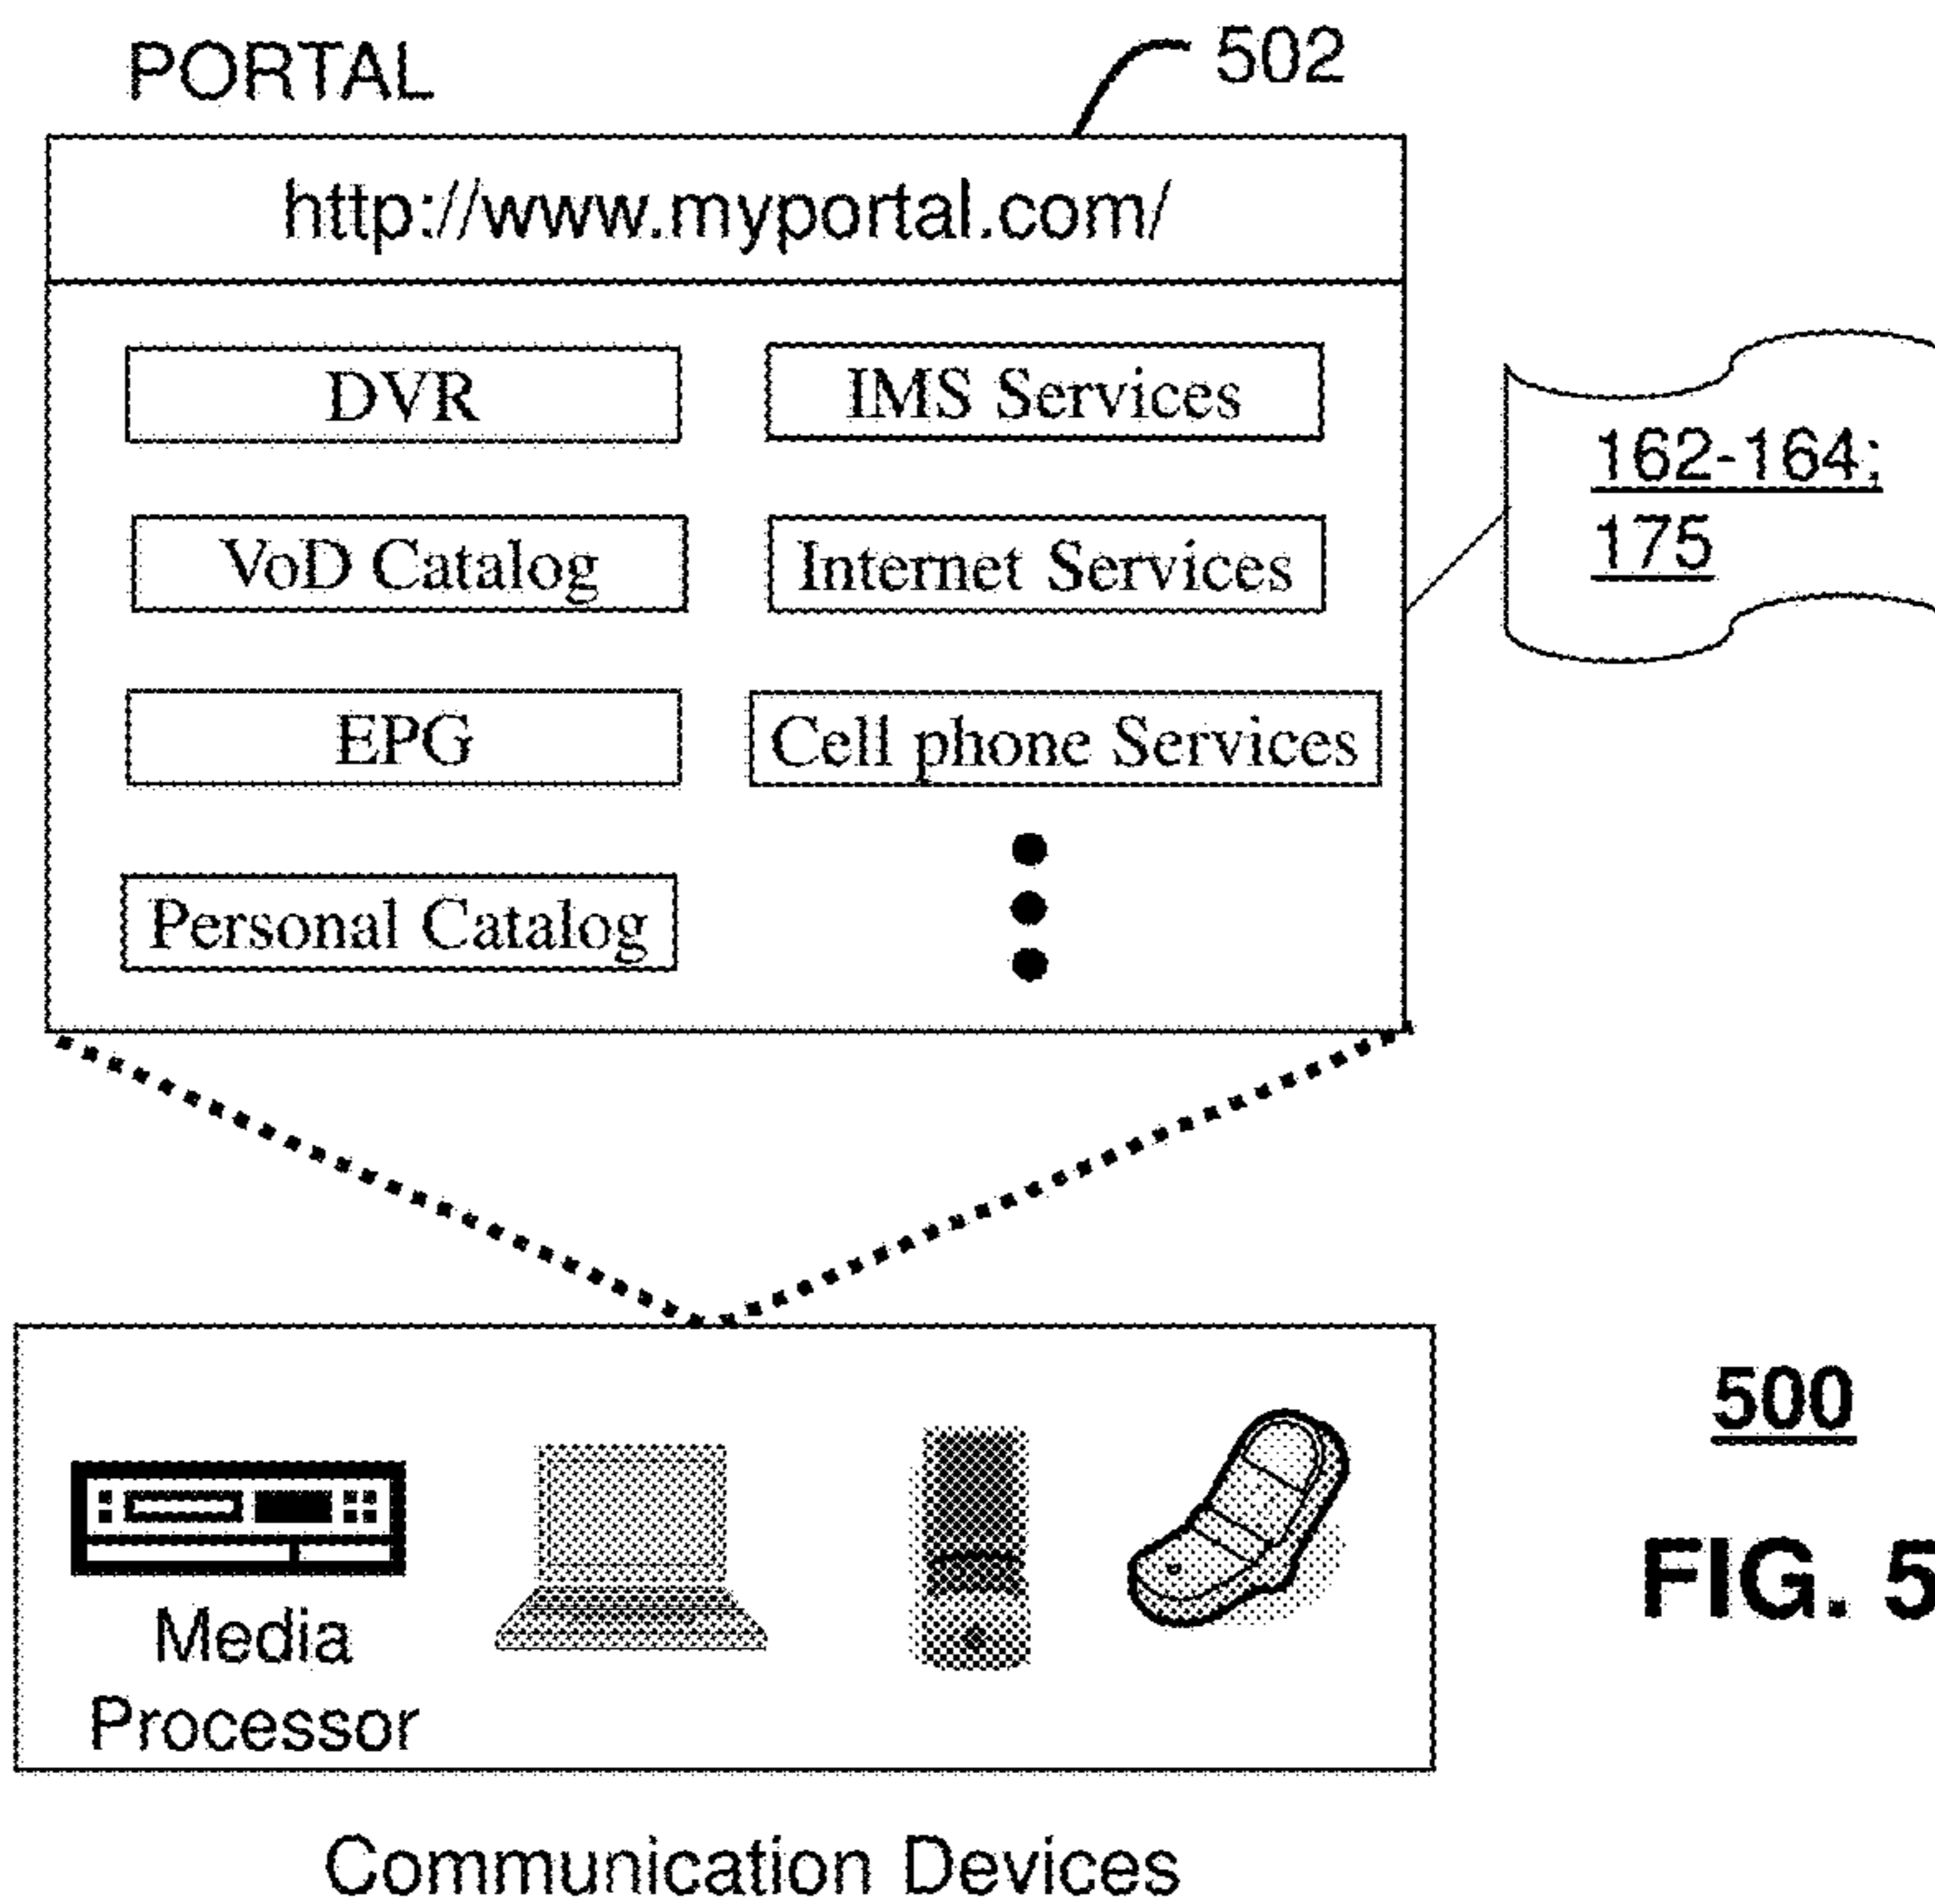 PORTAL
502
http://www.myportal.com/
DVR
IMS Services
VoD Catalog
Internet Services
EPG
Cell phone Services
Personal Catalog
162-164;
175
Media
Processor
Communication Devices
500
FIG. 5